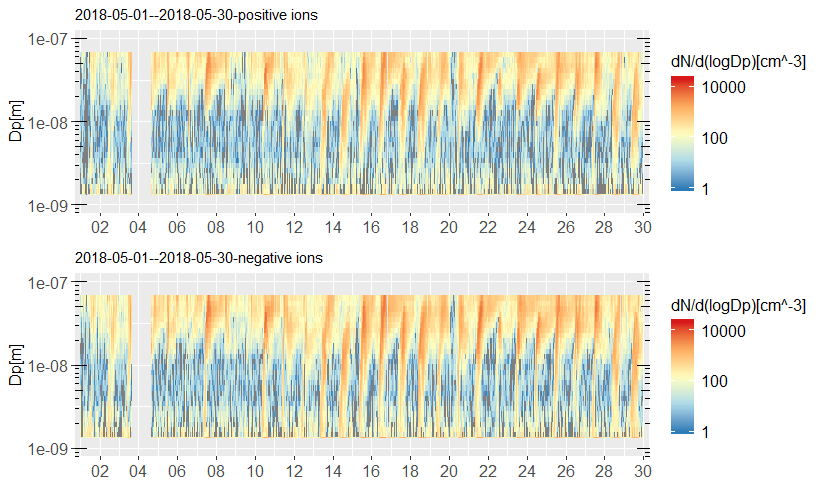 2018-05-01--2018-05-30-positive ions
dN/d(logDp)[cm^-3]
1e-07
10000
Dp[m]
1e-08
100
1
1e-09
02 04 06 08 10 12 14 16 18 20 22 24 26 28 30
2018-05-01--2018-05-30-negative ions
dN/d(logDp)[cm^-3]
1e-07
10000
Dp[m]
1e-08
100
1
1e-09
02 04 06 08 10 12 14 16 18 20 22 24 26 28 30